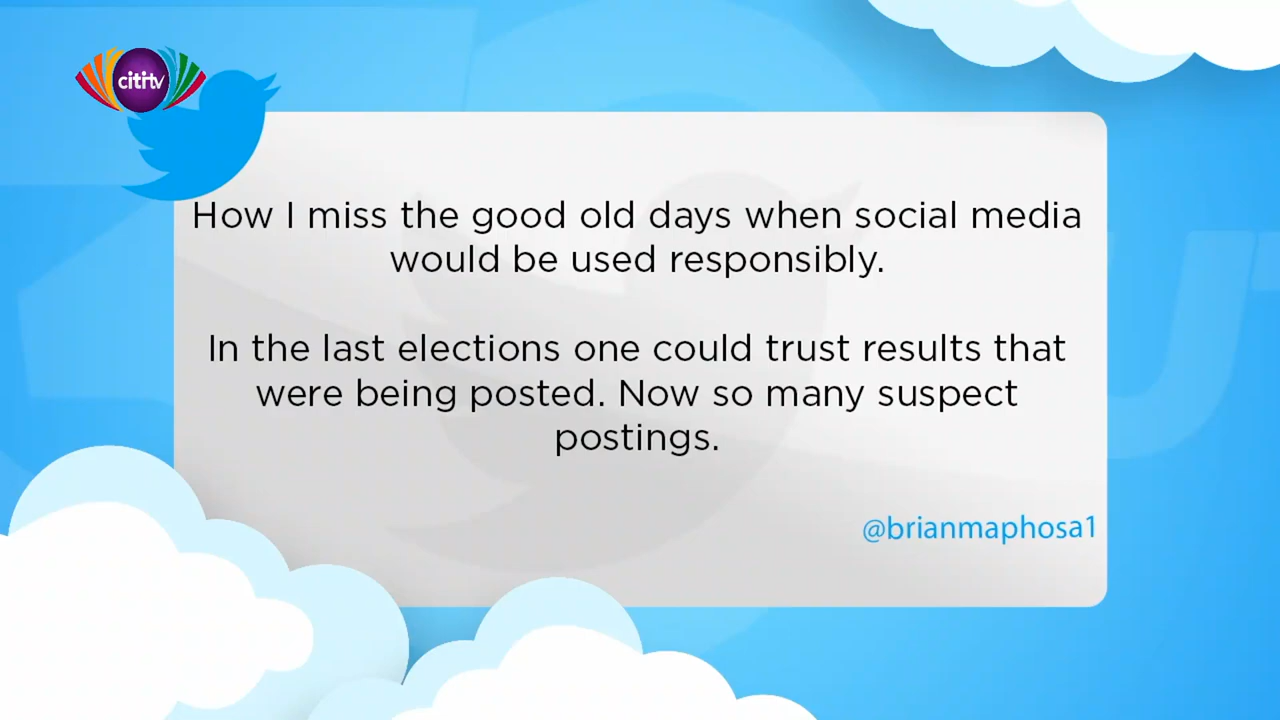 citi tv
How I miss the good old days when social media
would be used responsibly.
In the last elections one could trust results that
were being posted. Now so many suspect
postings.
@brianmaphosa1